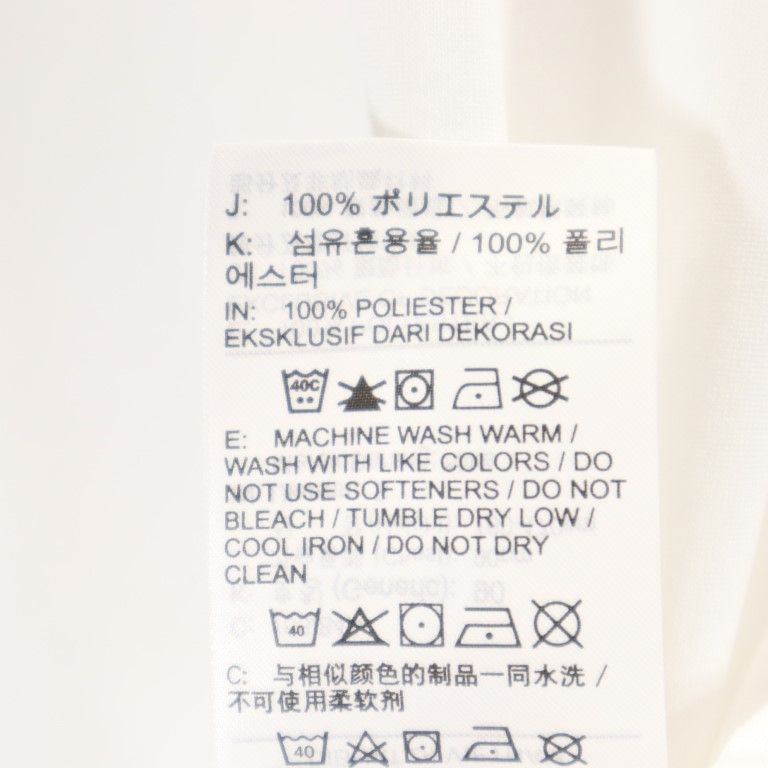 J: 100% ポリエステル
K: 섬유혼용율 / 100% 폴리
에스터
IN: 100% POLIESTER /
EKSKLUSIF DARI DEKORASI
40C
E: MACHINE WASH WARM /
WASH WITH LIKE COLORS / DO
NOT USE SOFTENERS / DO NOT
BLEACH / TUMBLE DRY LOW /
COOL IRON / DO NOT DRY
CLEAN
40
C: 与相似颜色的制品一同水洗 /
不可使用柔软剂
40